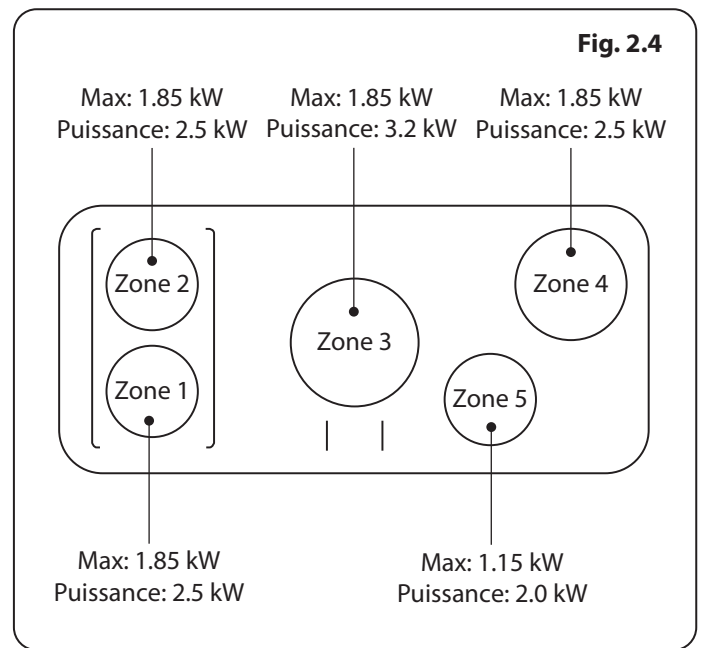 Fig. 2.4
Max: 1.85 kW
Puissance: 2.5 kW
Max: 1.85 kW
Puissance: 3.2 kW
Max: 1.85 kW
Puissance: 2.5 kW
Zone 2
Zone 4
Zone 3
Zone 1
Zone 5
Max: 1.85 kW
Puissance: 2.5 kW
Max: 1.15 kW
Puissance: 2.0 kW